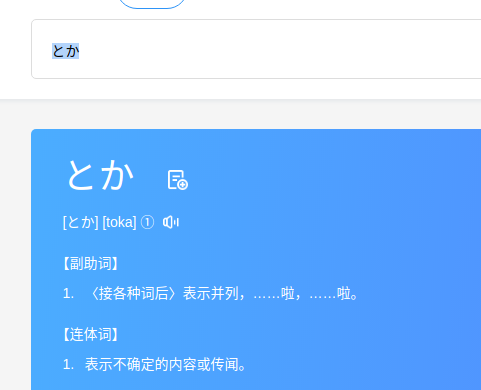 とか
とか
[とか] [toka] ①
【副助词】
1. 〈接各种词后〉表示并列，……啦，……啦。
【连体词】
1. 表示不确定的内容或传闻。